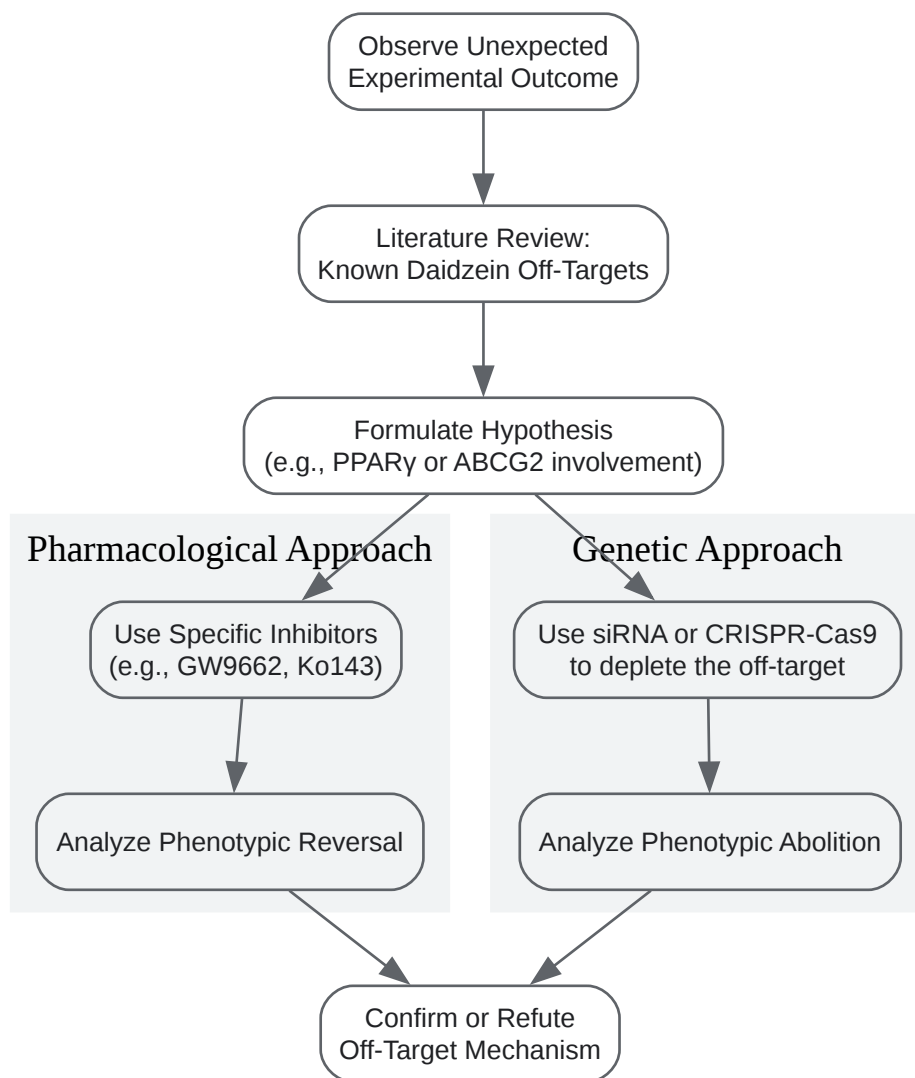 Observe Unexpected
Experimental Outcome
Literature Review:
Known Daidzein Off-Targets
Formulate Hypothesis
(e.g., PPARγ or ABCG2 involvement)
Pharmacological Approach
Use Specific Inhibitors
(e.g., GW9662, Ko143)
Analyze Phenotypic Reversal
Genetic Approach
Use siRNA or CRISPR-Cas9
to deplete the off-target
Analyze Phenotypic Abolition
Confirm or Refute
Off-Target Mechanism